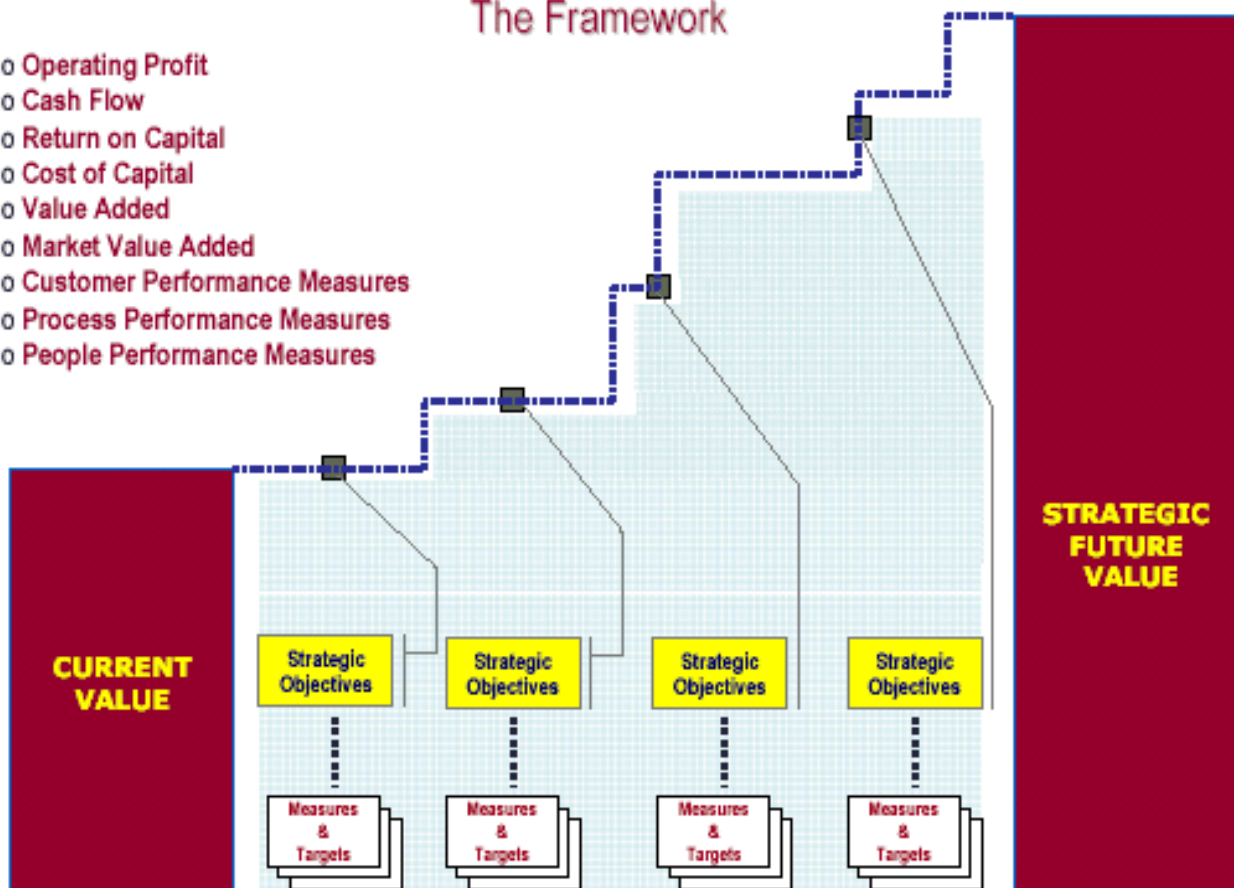 The Framework
o Operating Profit
o Cash Flow
o Return on Capital
o Cost of Capital
o Value Added
o Market Value Added
o Customer Performance Measures
o Process Performance Measures
o People Performance Measures
CURRENT
VALUE
Strategic
Objectives
Strategic
Objectives
Strategic
Objectives
Strategic
Objectives
Measures
&
Targets
Measures
&
Targets
Measures
&
Targets
Measures
&
Targets
STRATEGIC
FUTURE
VALUE